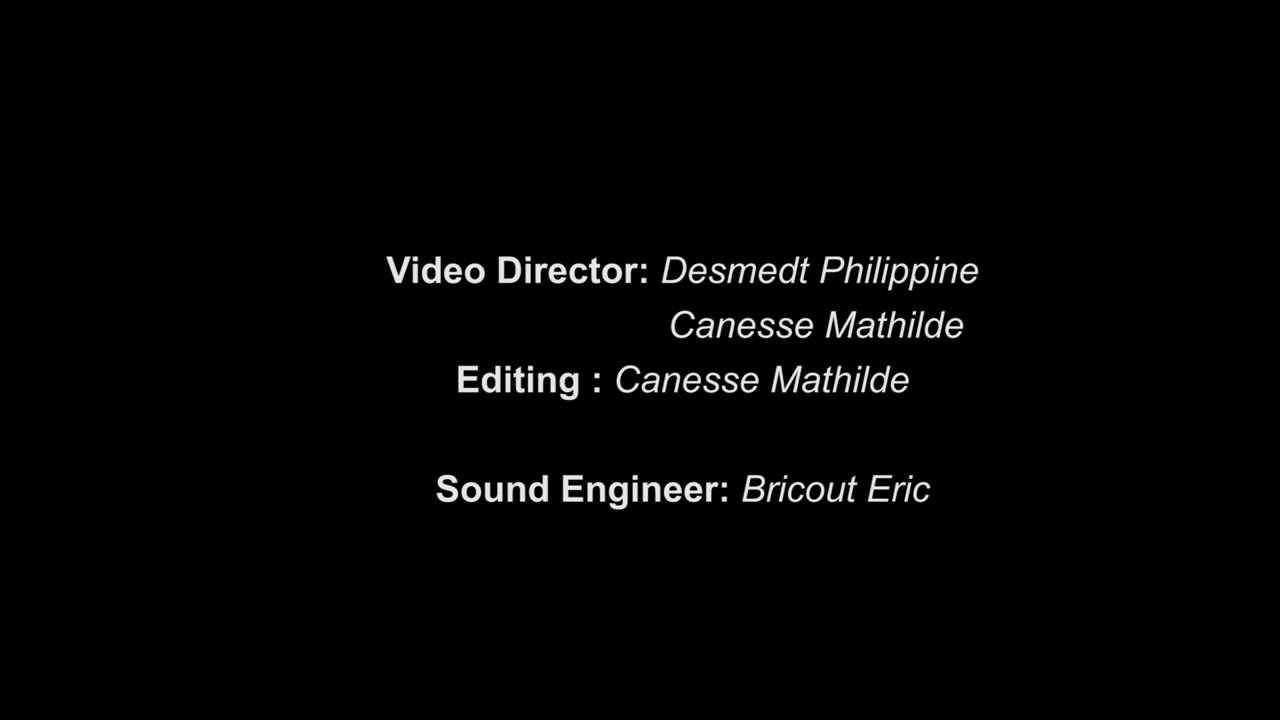 Video Director: Desmedt Philippine
Canesse Mathilde
Editing : Canesse Mathilde
Sound Engineer: Bricout Eric